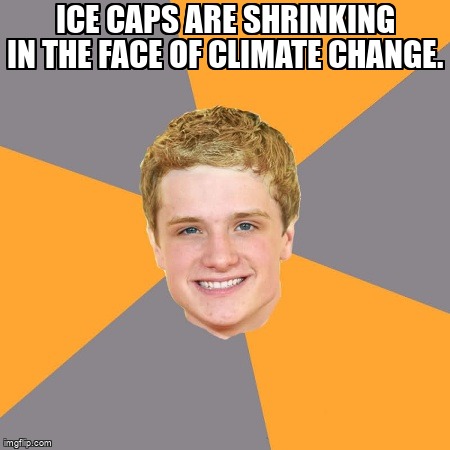 ICE CAPS ARE SHRINKING
IN THE FACE OF CLIMATE CHANGE.
imgflip.com